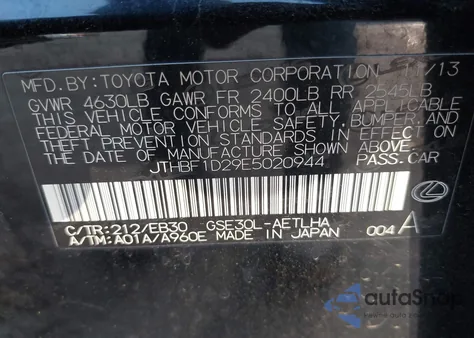 MFD. BY: TOYOTA MOTOR CORPORATION 11/13
GVWR 4630LB GAWR FR 2400LB RR 2545LB
THIS VEHICLE CONFORMS TO ALL APPLICABLE
FEDERAL MOTOR VEHICLE SAFETY, BUMPER, AND
THEFT PREVENTION STANDARDS IN EFFECT ON
THE DATE OF MANUFACTURE SHOWN ABOVE.
JTHBF1D29E5020944 PASS.CAR
C/TR:212/EB30 GSE30L-AETLHA
A/TM:A01A/A960E MADE IN JAPAN 004 A
autoSnap